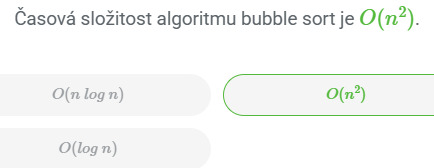 Časová složitost algoritmu bubble sort je O(n²).
O(n log n)
O(n²)
O(log n)